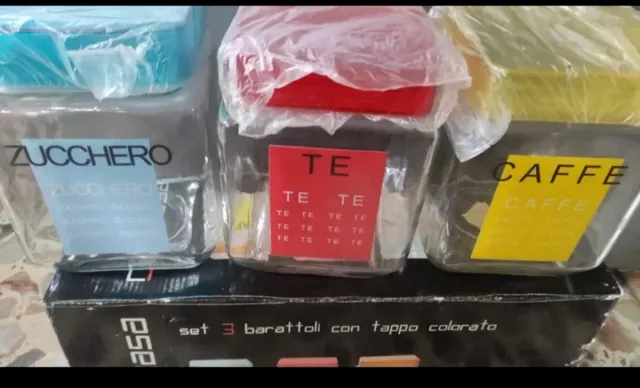 ZUCCHERO
ZUCCHERO
TE
TE TE
TE TE TE TE
TE TE TE TE
TE TE TE TE
CAFFE
CAFFE
set 3 barattoli con tappo colorato
asa